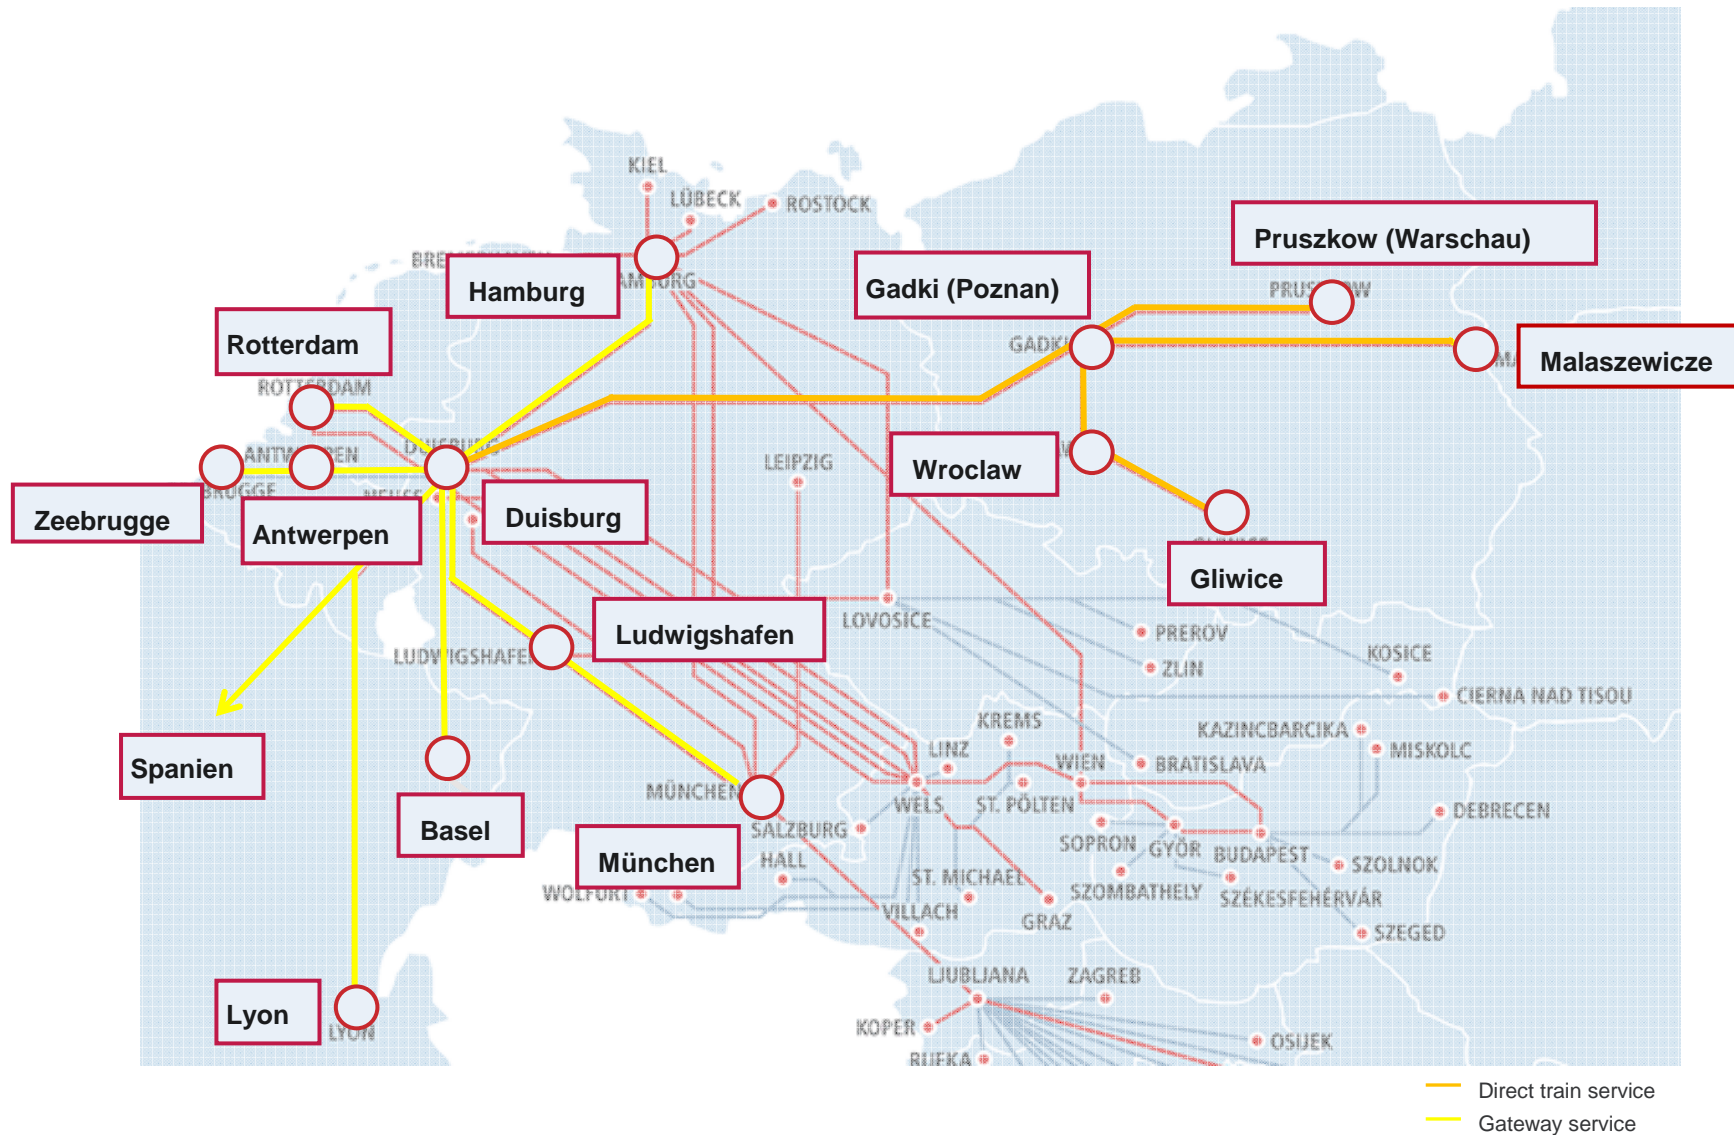 KIEL
LÜBECK
ROSTOCK
Pruszkow (Warschau)
Hamburg
Gadki (Poznan)
Rotterdam
Malaszewicze
ROTTERDAM
LEIPZIG
Wroclaw
Zeebrugge
Antwerpen
Duisburg
Gliwice
Ludwigshafen
LOVOSICE
PREROV
ZLIN
KOSICE
CIERNA NAD TISOU
KREMS
KAZINCBARCIKA
MISKOLC
LINZ
WIEN
BRATISLAVA
Spanien
MÜNCHEN
WELS
ST. PÖLTEN
DEBRECEN
Basel
SALZBURG
SOPRON
GYÖR
BUDAPEST
SZOLNOK
München
HALL
ST. MICHAEL
SZOMBATHELY
SZÉKESFEHÉRVÁR
WOLFURT
VILLACH
GRAZ
SZEGED
LJUBLJANA
ZAGREB
Lyon
LYON
KOPER
OSIJEK
RIJEKA
Direct train service
Gateway service